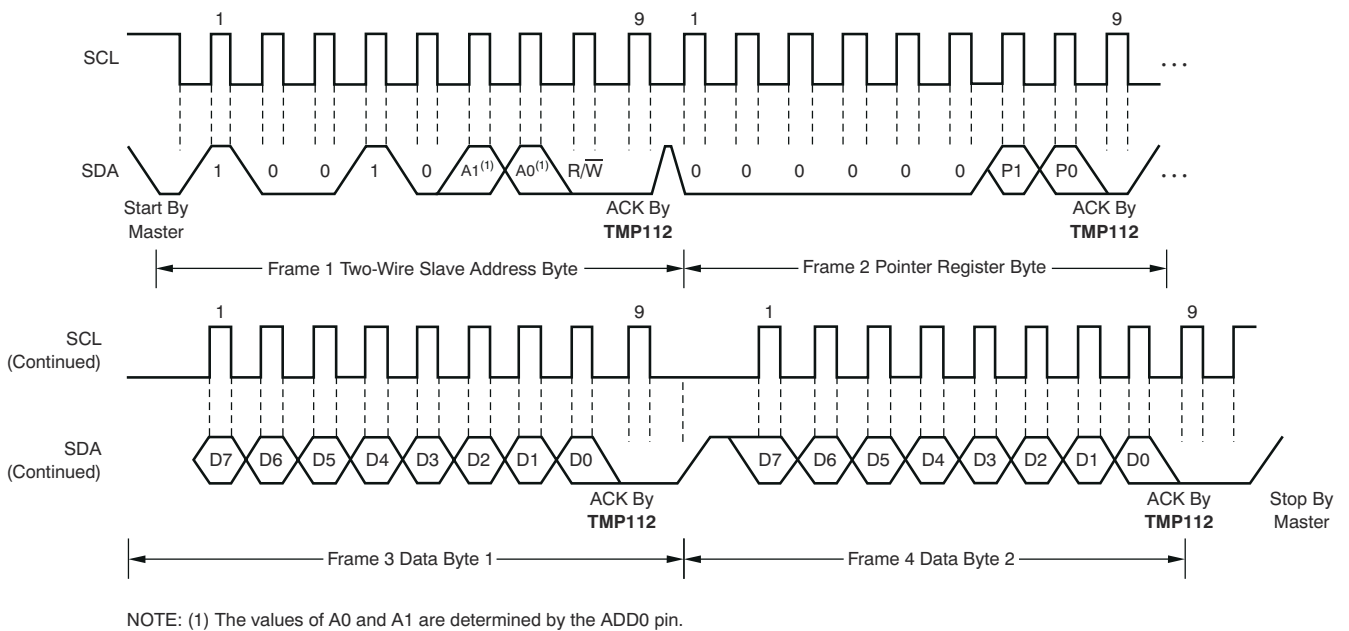 1 9 1 9
SCL ...
SDA 1 0 0 1 0 A1(1) A0(1) R/W̅ 0 0 0 0 0 0 P1 P0 ...
Start By Master
ACK By TMP112
ACK By TMP112
Frame 1 Two-Wire Slave Address Byte
Frame 2 Pointer Register Byte
1 9 1 9
SCL
(Continued)
SDA
(Continued)
D7 D6 D5 D4 D3 D2 D1 D0 D7 D6 D5 D4 D3 D2 D1 D0
ACK By TMP112
ACK By TMP112
Stop By Master
Frame 3 Data Byte 1
Frame 4 Data Byte 2
NOTE: (1) The values of A0 and A1 are determined by the ADD0 pin.